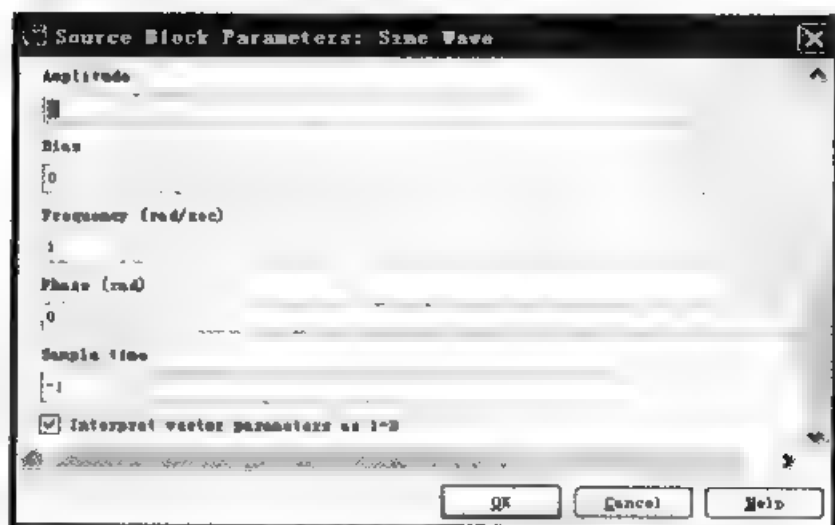 Source Block Parameters: Sine Wave
Amplitude
Bias
0
Frequency (rad/sec)
1
Phase (rad)
0
Sample time
-1
Interpret vector parameters as 1-D
OK
Cancel
Help